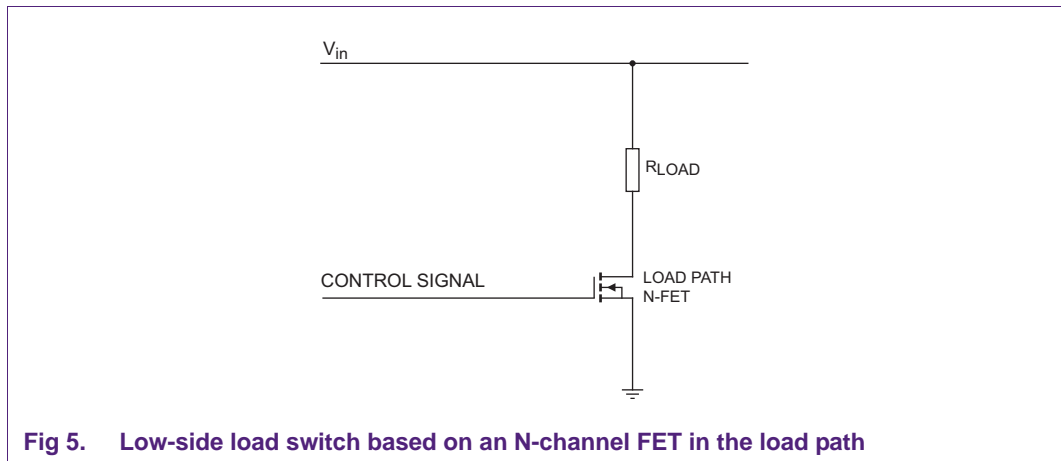 Vin
RLOAD
CONTROL SIGNAL
LOAD PATH
N-FET
Fig 5. Low-side load switch based on an N-channel FET in the load path